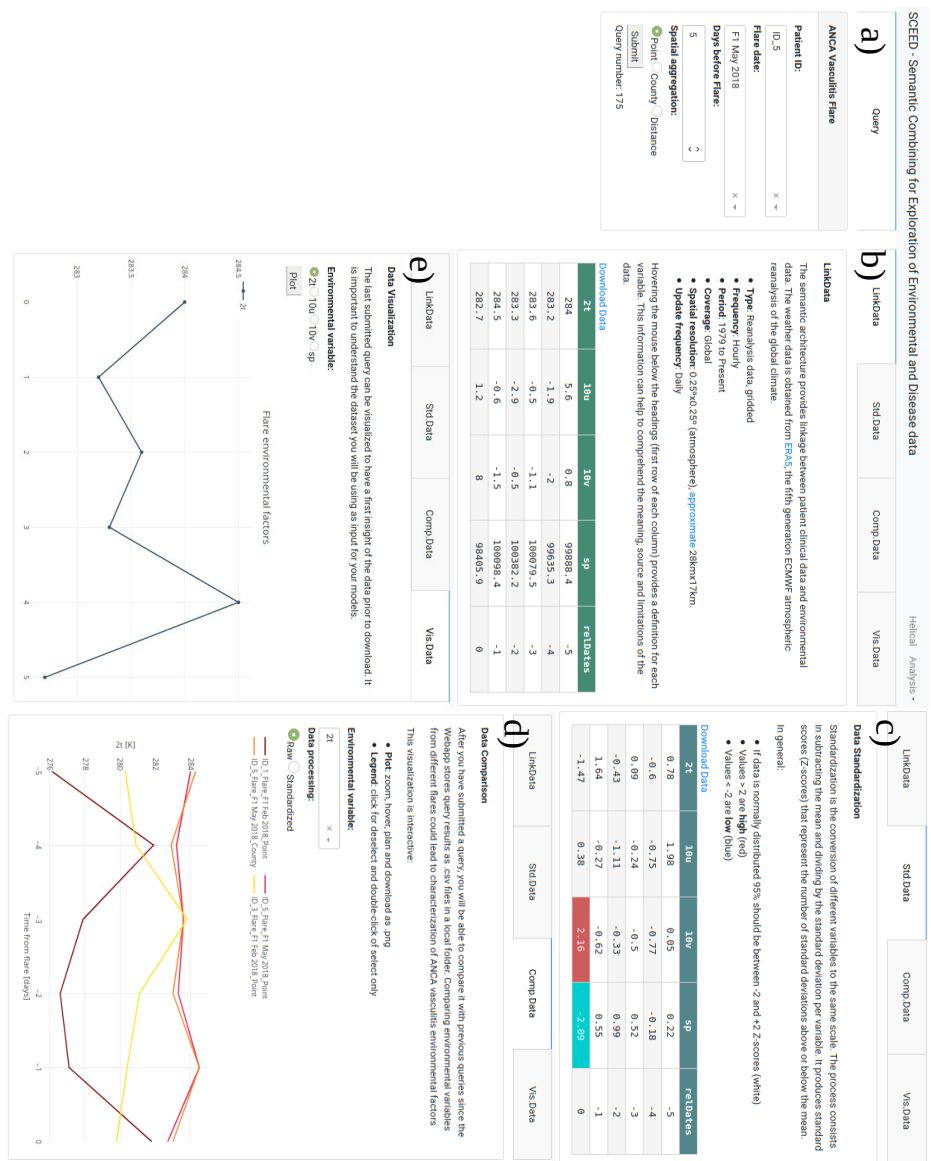 SCEED - Semantic Combining for Exploration of Environmental and Disease data
Helical Analysis
a)
Query
ANCA Vasculitis Flare
Patient ID:
ID_5
Flare date:
F1 May 2018
Days before Flare:
5
Spatial aggregation:
Point County Distance
Submit
Query number: 175
b)
LinkData Std.Data Comp.Data Vis.Data
LinkData
The semantic architecture provides linkage between patient clinical data and environmental
data. The weather data is obtained from ERA5, the fifth generation ECMWF atmospheric
reanalysis of the global climate.
• Type: Reanalysis data, gridded
• Frequency: Hourly
• Period: 1979 to Present
• Coverage: Global
• Spatial resolution: 0.25ºx0.25º (atmosphere), approximate 28kmx17km.
• Update frequency: Daily
Hovering the mouse below the headings (first row of each column) provides a definition for each
variable. This information can help to comprehend the meaning, source and limitations of the
data.
Download Data
2t 10u 10v sp relDates
284 5.6 0.8 99888.4 -5
283.2 -1.9 -2 99635.3 -4
283.6 -0.5 -1.1 100079.5 -3
283.3 -2.9 -0.5 100382.2 -2
284.5 -0.6 -1.5 100098.4 -1
282.7 1.2 8 98405.9 0
c)
LinkData Std.Data Comp.Data Vis.Data
Data Standardization
Standardization is the conversion of different variables to the same scale. The process consists
in subtracting the mean and dividing by the standard deviation per variable. It produces standard
scores (Z-scores) that represent the number of standard deviations above or below the mean.
In general:
• If data is normally distributed 95% should be between -2 and +2 Z-scores (white)
• Values > 2 are high (red)
• Values < -2 are low (blue)
Download Data
2t 10u 10v sp relDates
0.78 1.98 0.05 0.22 -5
-0.6 -0.75 -0.77 -0.18 -4
0.09 -0.24 -0.5 0.52 -3
-0.43 -1.11 -0.33 0.99 -2
1.64 -0.27 -0.62 0.55 -1
-1.47 0.38 2.16 -2.09 0
d)
LinkData Std.Data Comp.Data Vis.Data
Data Comparison
After you have submitted a query, you will be able to compare it with previous queries since the
Webapp stores query results as .csv files in a local folder. Comparing environmental variables
from different flares could lead to characterization of ANCA vasculitis environmental factors
This visualization is interactive:
• Plot: zoom, hover, plan and download as .png
• Legend: click for deselect and double-click of select only
Environmental variable:
2t
Data processing:
Raw Standardized
ID_1_Flare_F1 Feb 2018_Point ID_5_Flare_F1 May 2018_Point
ID_5_Flare_F1 May 2018_County ID_3_Flare_F1 Feb 2018_Point
2t [K]
284
282
280
278
276
-5 -4 -3 -2 -1 0
Time from flare [days]
e)
LinkData Std.Data Comp.Data Vis.Data
Data Visualization
The last submitted query can be visualized to have a first insight of the data prior to download. It
is important to understand the dataset you will be using as input for your models.
Environmental variable:
2t 10u 10v sp
Plot
Flare environmental factors
2t
284.5
284
283.5
283
0 1 2 3 4 5